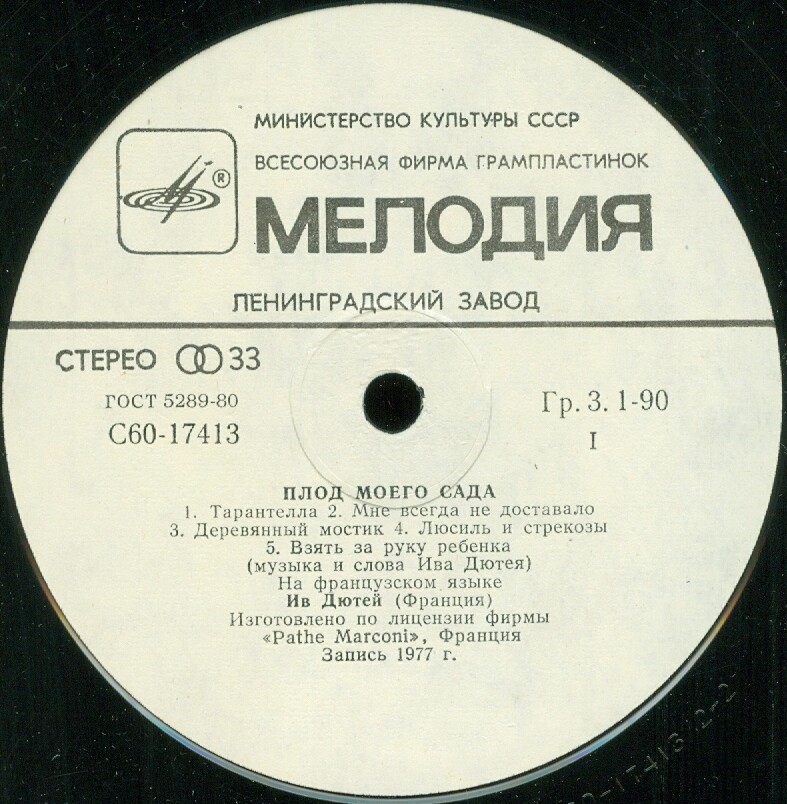 МИНИСТЕРСТВО КУЛЬТУРЫ СССР
ВСЕСОЮЗНАЯ ФИРМА ГРАМПЛАСТИНОК
®
МЕЛОДИЯ
ЛЕНИНГРАДСКИЙ ЗАВОД
СТЕРЕО 33
ГОСТ 5289-80
С60-17413
Гр. 3. 1-90
I
ПЛОД МОЕГО САДА
1. Тарантелла 2. Мне всегда не доставало
3. Деревянный мостик 4. Люсиль и стрекозы
5. Взять за руку ребенка
(музыка и слова Ива Дютея)
На французском языке
Ив Дютей (Франция)
Изготовлено по лицензии фирмы
«Pathe Marconi», Франция
Запись 1977 г.